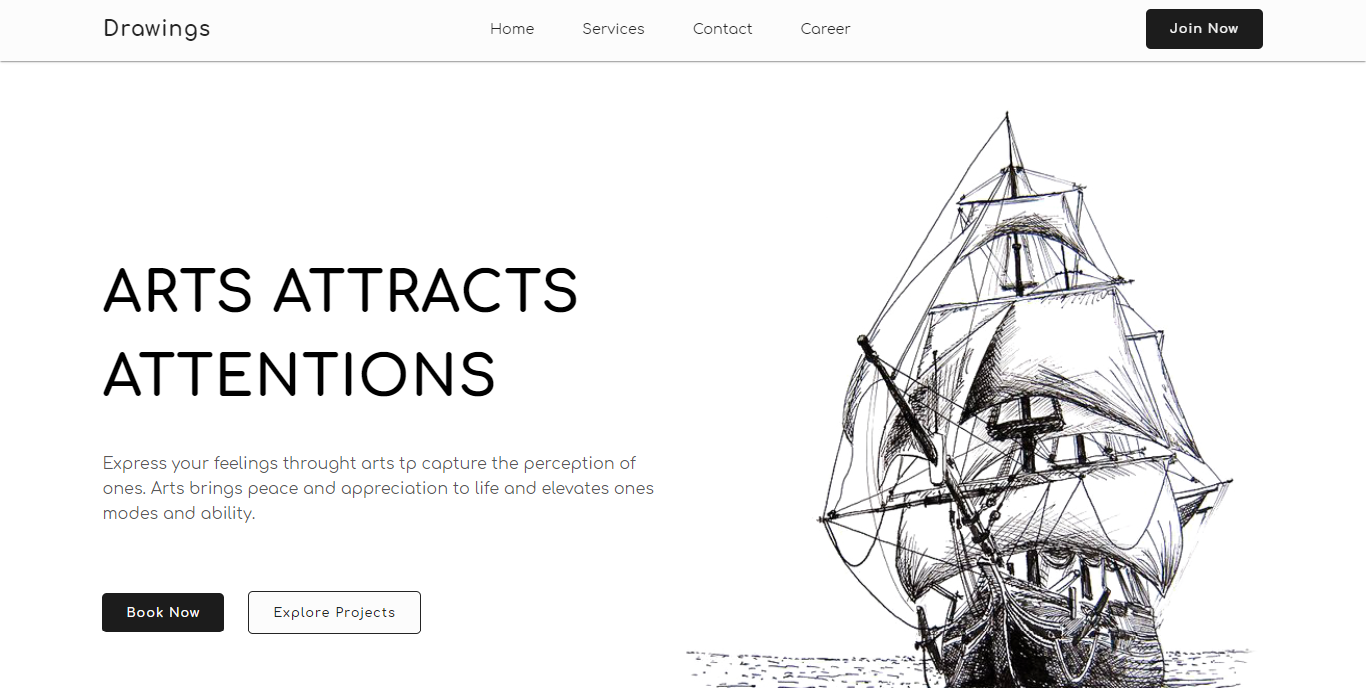 Drawings
Home Services Contact Career
Join Now
ARTS ATTRACTS
ATTENTIONS
Express your feelings throught arts tp capture the perception of
ones. Arts brings peace and appreciation to life and elevates ones
modes and ability.
Book Now
Explore Projects